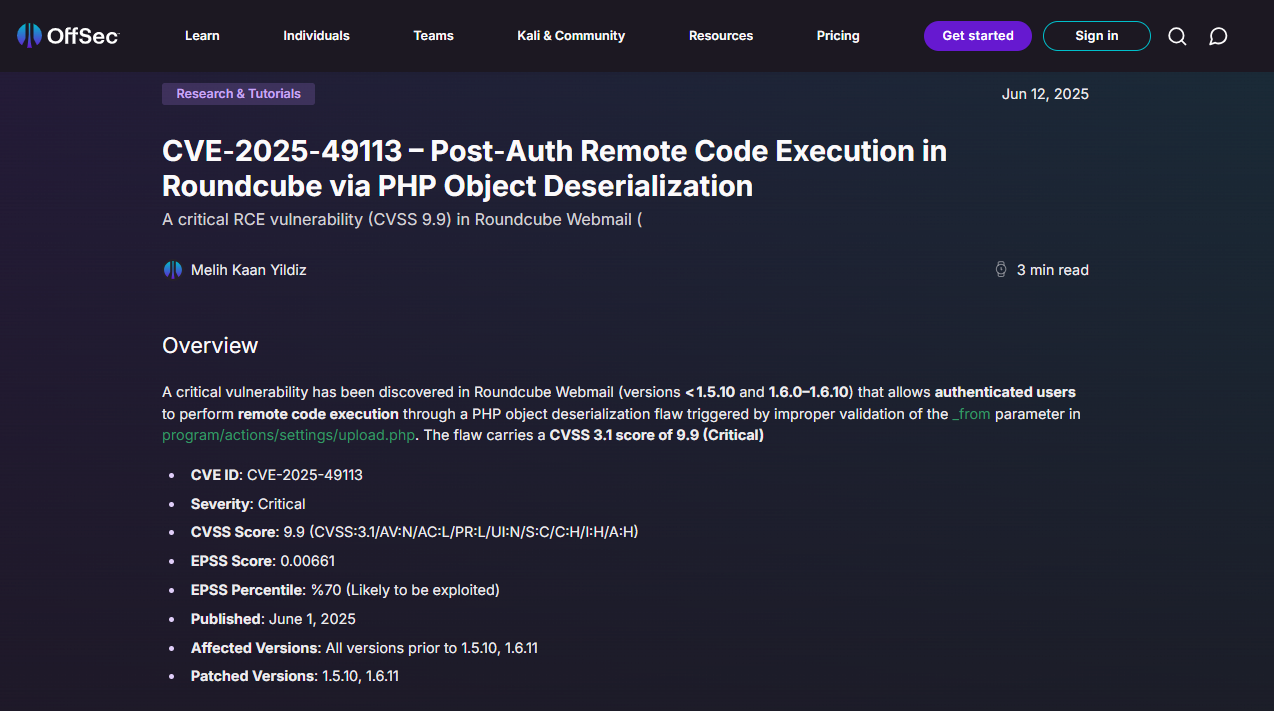 OffSec
Learn
Individuals
Teams
Kali & Community
Resources
Pricing
Get started
Sign in
Research & Tutorials
Jun 12, 2025
CVE-2025-49113 – Post-Auth Remote Code Execution in
Roundcube via PHP Object Deserialization
A critical RCE vulnerability (CVSS 9.9) in Roundcube Webmail (
Melih Kaan Yildiz
3 min read
Overview
A critical vulnerability has been discovered in Roundcube Webmail (versions < 1.5.10 and 1.6.0–1.6.10) that allows authenticated users
to perform remote code execution through a PHP object deserialization flaw triggered by improper validation of the _from parameter in
program/actions/settings/upload.php. The flaw carries a CVSS 3.1 score of 9.9 (Critical)
• CVE ID: CVE-2025-49113
• Severity: Critical
• CVSS Score: 9.9 (CVSS:3.1/AV:N/AC:L/PR:L/UI:N/S:C/C:H/I:H/A:H)
• EPSS Score: 0.00661
• EPSS Percentile: %70 (Likely to be exploited)
• Published: June 1, 2025
• Affected Versions: All versions prior to 1.5.10, 1.6.11
• Patched Versions: 1.5.10, 1.6.11